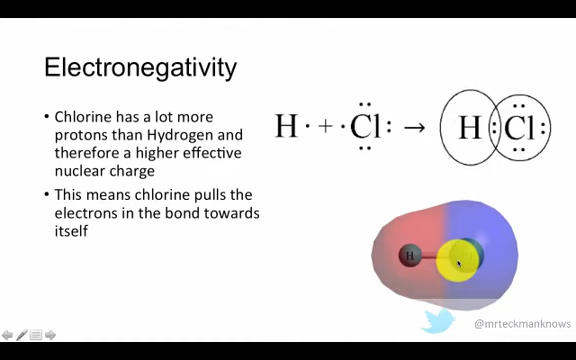 Electronegativity
• Chlorine has a lot more
protons than Hydrogen and
therefore a higher effective
nuclear charge
• This means chlorine pulls the
electrons in the bond towards
itself
H· + ·Cl: → H:Cl:
H
@mrteckmanknows